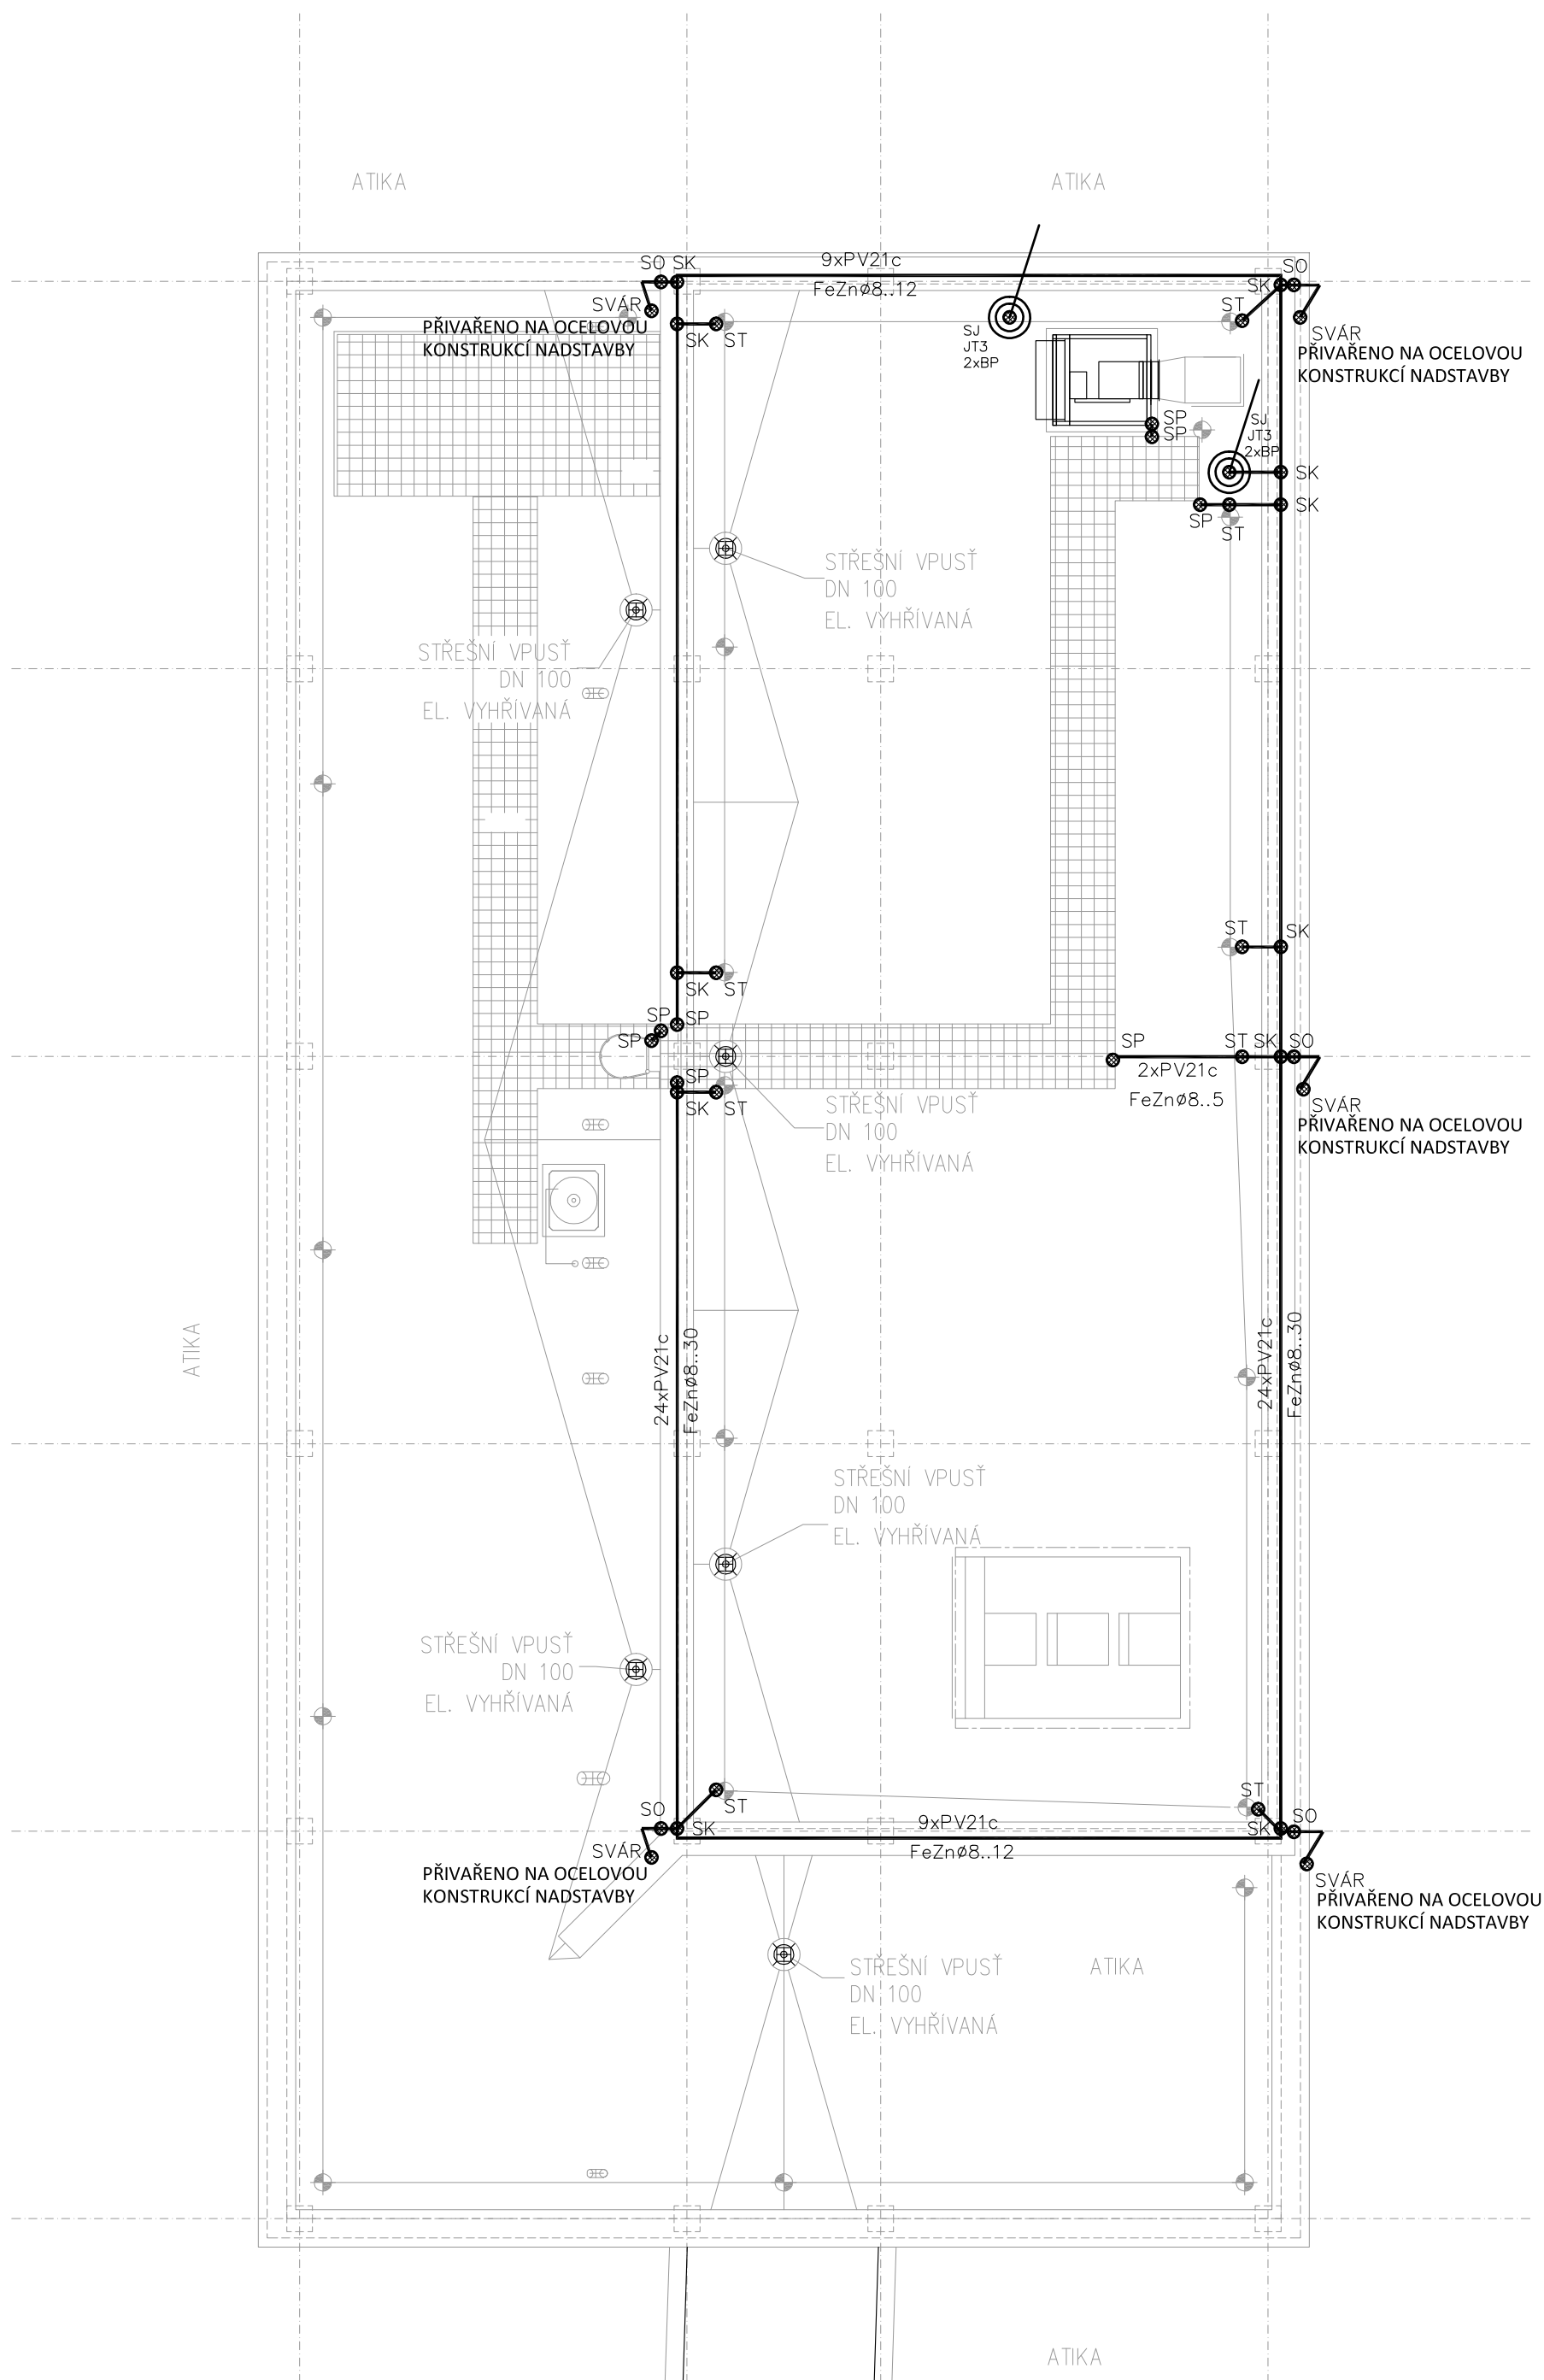 ATIKA
ATIKA
SO SK
9xPV21c
FeZnø8..12
SO
SK
SVÁR
PŘIVAŘENO NA OCELOVOU
KONSTRUKCÍ NADSTAVBY
SK ST
ST
SJ
JT3
2xBP
SVÁR
PŘIVAŘENO NA OCELOVOU
KONSTRUKCÍ NADSTAVBY
SP
SP
SJ
JT3
2xBP
SK
SK
SP
ST
STŘEŠNÍ VPUSŤ
DN 100
EL. VYHŘÍVANÁ
STŘEŠNÍ VPUSŤ
DN 100
EL. VYHŘÍVANÁ
ST
SK
SK ST
SP
SP
SP
SP
SK ST
SP
ST SK SO
2xPV21c
FeZnø8..5
SVÁR
PŘIVAŘENO NA OCELOVOU
KONSTRUKCÍ NADSTAVBY
STŘEŠNÍ VPUSŤ
DN 100
EL. VYHŘÍVANÁ
ATIKA
24xPV21c
FeZnø8..30
24xPV21c
FeZnø8..30
STŘEŠNÍ VPUSŤ
DN 100
EL. VYHŘÍVANÁ
STŘEŠNÍ VPUSŤ
DN 100
EL. VYHŘÍVANÁ
ST
ST
SO
SK
9xPV21c
FeZnø8..12
SK
SO
SVÁR
PŘIVAŘENO NA OCELOVOU
KONSTRUKCÍ NADSTAVBY
SVÁR
PŘIVAŘENO NA OCELOVOU
KONSTRUKCÍ NADSTAVBY
STŘEŠNÍ VPUSŤ
DN 100
EL. VYHŘÍVANÁ
ATIKA
ATIKA